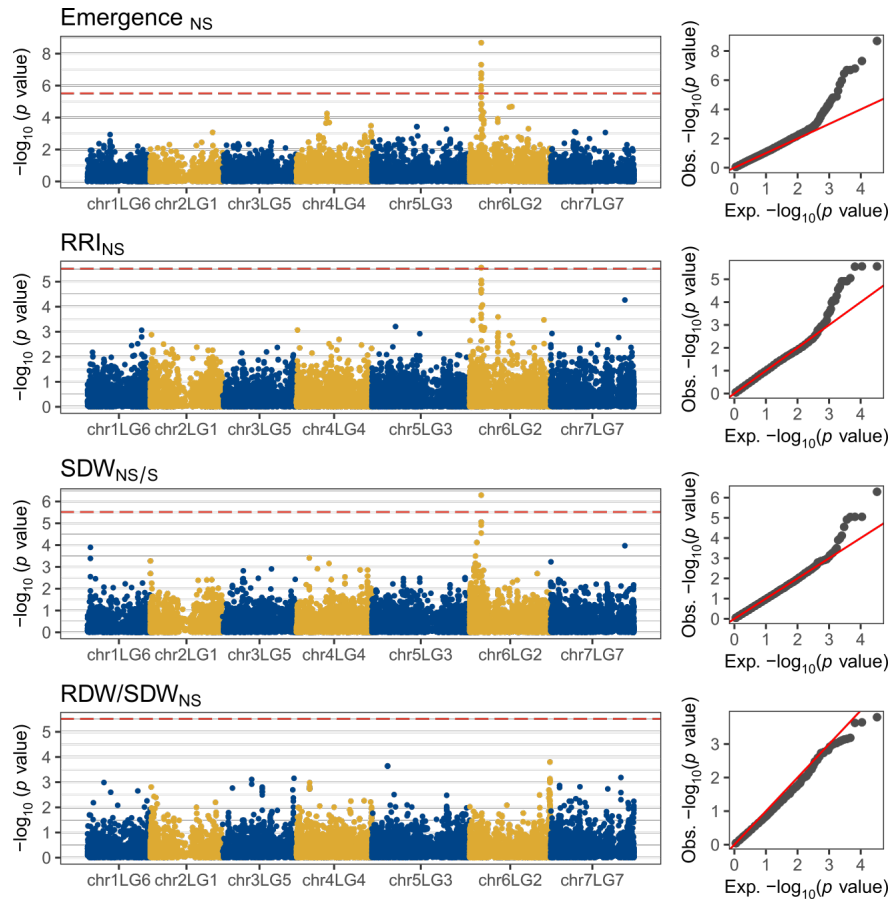 Emergence NS
−log10 (p value)
8
6
4
2
0
chr1LG6 chr2LG1 chr3LG5 chr4LG4 chr5LG3 chr6LG2 chr7LG7
Obs. −log10(p value)
8
6
4
2
0
0 1 2 3 4
Exp. −log10(p value)
RRINS
−log10 (p value)
5
4
3
2
1
0
chr1LG6 chr2LG1 chr3LG5 chr4LG4 chr5LG3 chr6LG2 chr7LG7
Obs. −log10(p value)
5
4
3
2
1
0
0 1 2 3 4
Exp. −log10(p value)
SDWNS/S
−log10 (p value)
6
5
4
3
2
1
0
chr1LG6 chr2LG1 chr3LG5 chr4LG4 chr5LG3 chr6LG2 chr7LG7
Obs. −log10(p value)
6
5
4
3
2
1
0
0 1 2 3 4
Exp. −log10(p value)
RDW/SDWNS
−log10 (p value)
5
4
3
2
1
0
chr1LG6 chr2LG1 chr3LG5 chr4LG4 chr5LG3 chr6LG2 chr7LG7
Obs. −log10(p value)
3
2
1
0
0 1 2 3 4
Exp. −log10(p value)